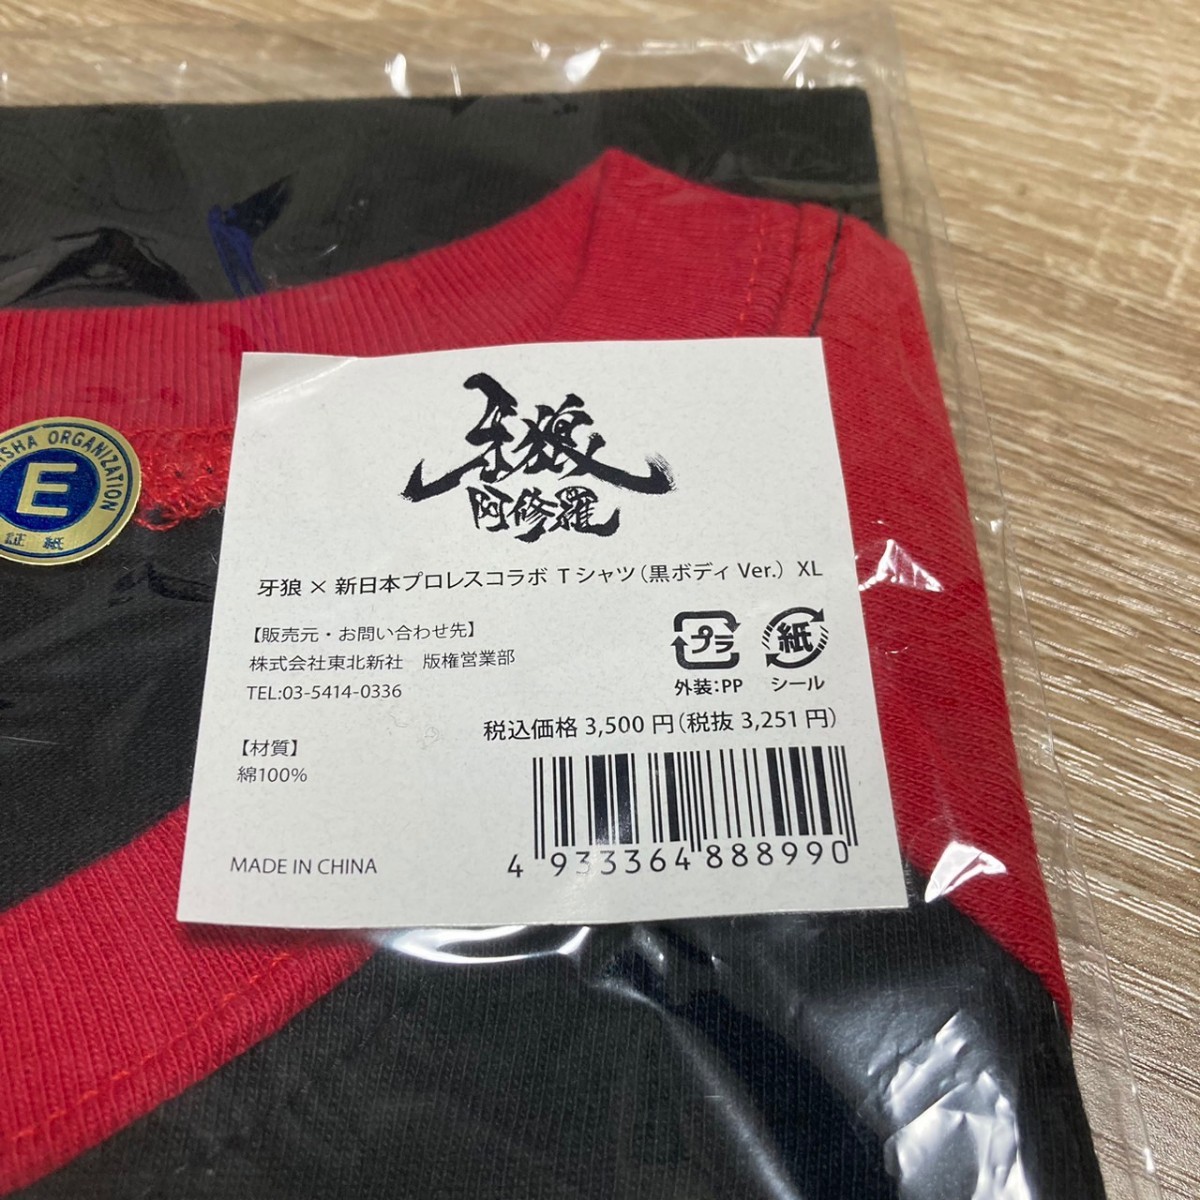 ISHA ORGANIZATION
E
証 紙
牙狼
阿修羅
牙狼 × 新日本プロレスコラボ Tシャツ（黒ボディ Ver.） XL
【販売元・お問い合わせ先】
株式会社東北新社 版権営業部
TEL:03-5414-0336
プラ
外装：PP
紙
シール
税込価格 3,500 円（税抜 3,251 円）
【材質】
綿100%
MADE IN CHINA
4 933364 888990